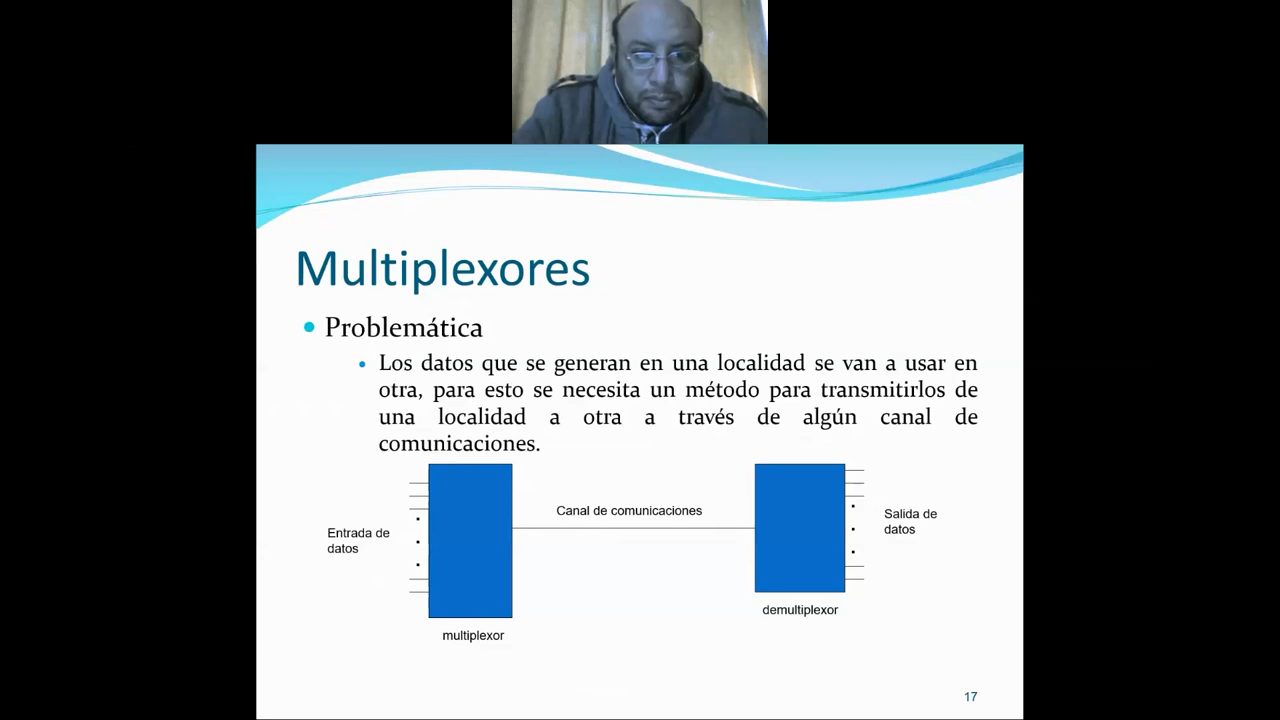 Multiplexores
Problemática
Los datos que se generan en una localidad se van a usar en
otra, para esto se necesita un método para transmitirlos de
una localidad a otra a través de algún canal de
comunicaciones.
Canal de comunicaciones
Entrada de
datos
Salida de
datos
demultiplexor
multiplexor
17